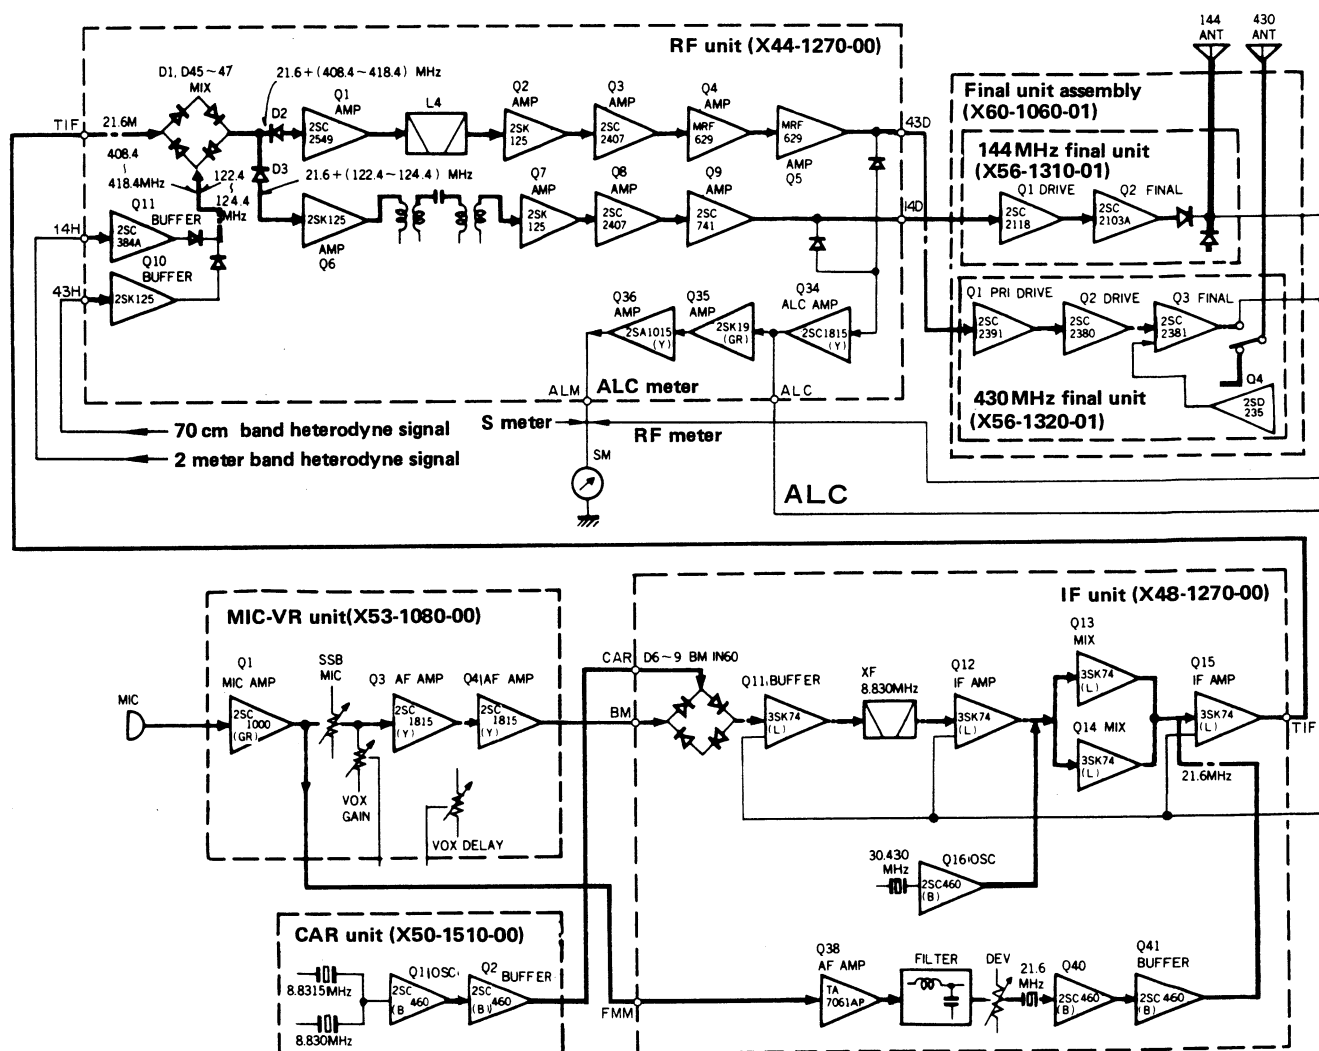 RF unit (X44-1270-00)
144
ANT
430
ANT
D1, D45~47
MIX
21.6+(408.4~418.4) MHz
Q1
AMP
L4
Q2
AMP
Q3
AMP
Q4
AMP
TIF
21.6M
D2
2SC
2549
2SK
125
2SC
2407
MRF
629
MRF
629
43D
AMP
Q5
408.4
~
418.4MHz
122.4
~
124.4
MHz
D3
21.6+(122.4~124.4) MHz
Q7
AMP
Q8
AMP
Q9
AMP
Q11
BUFFER
2SC
384A
14H
2SK125
AMP
Q6
2SK
125
2SC
2407
2SC
741
14D
Q10
BUFFER
43H
2SK125
Q36
AMP
Q35
AMP
Q34
ALC AMP
2SA1015
(Y)
2SK19
(GR)
2SC1815
(Y)
ALM
ALC meter
ALC
70 cm band heterodyne signal
2 meter band heterodyne signal
S meter
RF meter
SM
ALC
Final unit assembly
(X60-1060-01)
144MHz final unit
(X56-1310-01)
Q1 DRIVE
Q2 FINAL
2SC
2118
2SC
2103A
Q1 PRI DRIVE
Q2 DRIVE
Q3 FINAL
2SC
2391
2SC
2380
2SC
2381
Q4
2SD
235
430MHz final unit
(X56-1320-01)
MIC-VR unit(X53-1080-00)
Q1
MIC AMP
SSB
MIC
Q3 AF AMP
Q4 AF AMP
MIC
2SC
1000
(GR)
2SC
1815
(Y)
2SC
1815
(Y)
VOX
GAIN
VOX DELAY
IF unit (X48-1270-00)
CAR
D6~9 BM IN60
Q11 BUFFER
XF
8.830MHz
Q12
IF AMP
Q13
MIX
Q15
IF AMP
BM
3SK74
(L)
3SK74
(L)
3SK74
(L)
Q14 MIX
3SK74
(L)
3SK74
(L)
TIF
21.6MHz
30.430
MHz
Q16 OSC
2SC460
(B)
CAR unit (X50-1510-00)
8.8315MHz
8.830MHz
Q1 OSC
2SC
460
(B
Q2
BUFFER
2SC
460
(B)
FMM
Q38
AF AMP
TA
7061AP
FILTER
DEV
21.6
MHz
Q40
2SC460
(B)
Q41
BUFFER
2SC460
(B)